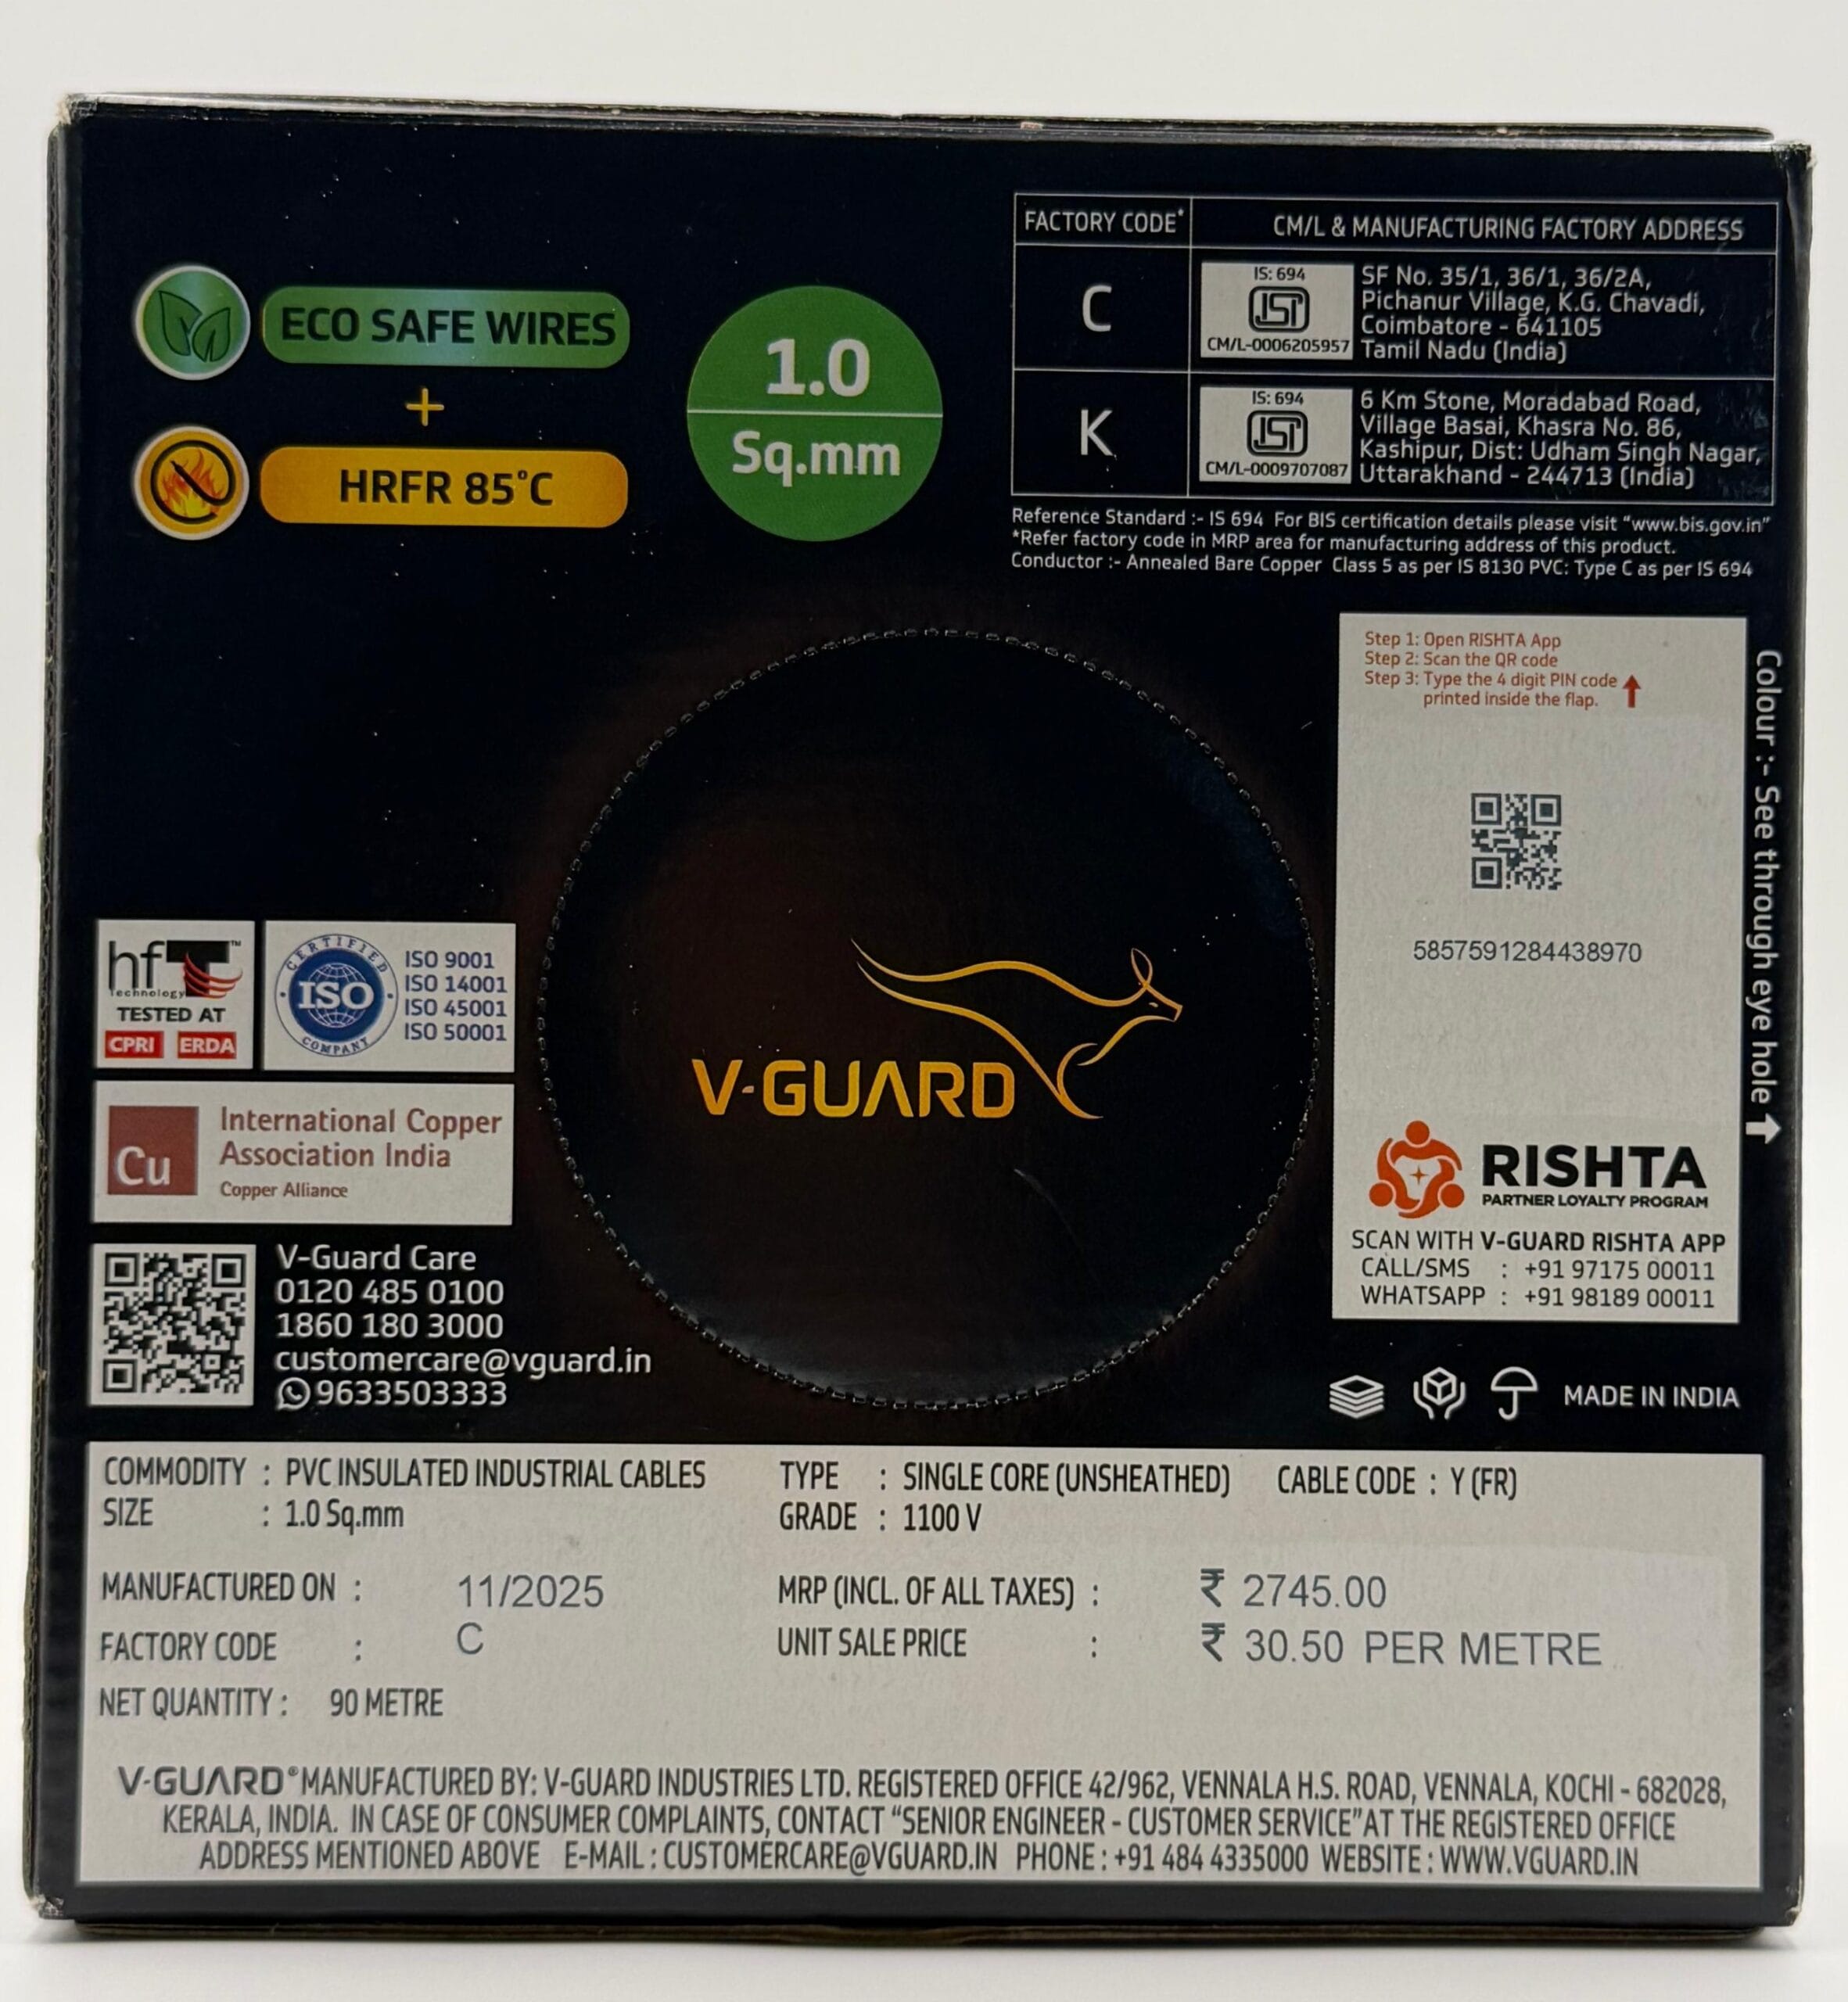 ECO SAFE WIRES
+
HRFR 85°C
1.0
Sq.mm
FACTORY CODE* CM/L & MANUFACTURING FACTORY ADDRESS
C
IS: 694
ISI
CM/L-0006205957
SF No. 35/1, 36/1, 36/2A,
Pichanur Village, K.G. Chavadi,
Coimbatore - 641105
Tamil Nadu (India)
K
IS: 694
ISI
CM/L-0009707087
6 Km Stone, Moradabad Road,
Village Basai, Khasra No. 86,
Kashipur, Dist: Udham Singh Nagar,
Uttarakhand - 244713 (India)
Reference Standard :- IS 694 For BIS certification details please visit “www.bis.gov.in”
*Refer factory code in MRP area for manufacturing address of this product.
Conductor :- Annealed Bare Copper Class 5 as per IS 8130 PVC: Type C as per IS 694
Step 1: Open RISHTA App
Step 2: Scan the QR code
Step 3: Type the 4 digit PIN code
printed inside the flap.
5857591284438970
RISHTA
PARTNER LOYALTY PROGRAM
SCAN WITH V-GUARD RISHTA APP
CALL/SMS : +91 97175 00011
WHATSAPP : +91 98189 00011
Colour :- See through eye hole
hfT™
Technology
TESTED AT
CPRI ERDA
CERTIFIED
ISO
COMPANY
ISO 9001
ISO 14001
ISO 45001
ISO 50001
Cu
International Copper
Association India
Copper Alliance
V-GUARD
V-Guard Care
0120 485 0100
1860 180 3000
customercare@vguard.in
9633503333
MADE IN INDIA
COMMODITY : PVC INSULATED INDUSTRIAL CABLES TYPE : SINGLE CORE (UNSHEATHED) CABLE CODE : Y (FR)
SIZE : 1.0 Sq.mm GRADE : 1100 V
MANUFACTURED ON : 11/2025 MRP (INCL. OF ALL TAXES) : ₹ 2745.00
FACTORY CODE : C UNIT SALE PRICE : ₹ 30.50 PER METRE
NET QUANTITY : 90 METRE
V-GUARD® MANUFACTURED BY: V-GUARD INDUSTRIES LTD. REGISTERED OFFICE 42/962, VENNALA H.S. ROAD, VENNALA, KOCHI - 682028,
KERALA, INDIA. IN CASE OF CONSUMER COMPLAINTS, CONTACT “SENIOR ENGINEER - CUSTOMER SERVICE” AT THE REGISTERED OFFICE
ADDRESS MENTIONED ABOVE E-MAIL : CUSTOMERCARE@VGUARD.IN PHONE : +91 484 4335000 WEBSITE : WWW.VGUARD.IN